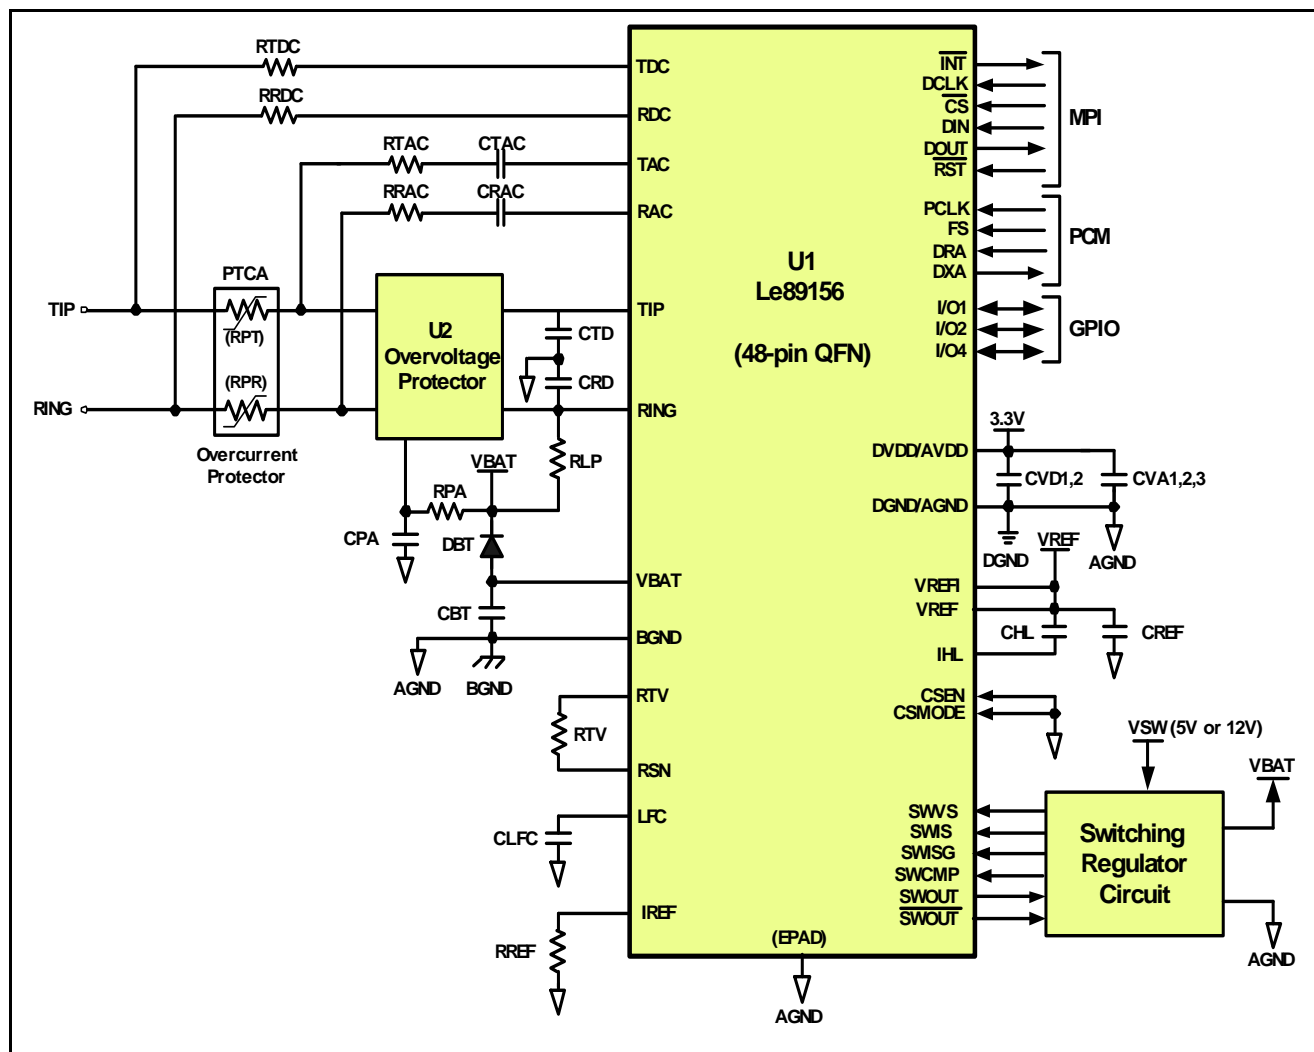 RTDC
TDC
RRDC
RDC
RTAC
CTAC
TAC
RRAC
CRAC
RAC
PTCA
TIP
(RPT)
(RPR)
RING
Overcurrent
Protector
U2
Overvoltage
Protector
CTD
CRD
TIP
RING
VBAT
RLP
RPA
CPA
DBT
VBAT
CBT
BGND
AGND
BGND
RTV
RTV
RSN
LFC
CLFC
IREF
RREF
U1
Le89156
(48-pin QFN)
(EPAD)
AGND
INT
DCLK
CS
DIN
DOUT
RST
MPI
PCLK
FS
DRA
DXA
PCM
I/O1
I/O2
I/O4
GPIO
3.3V
DVDD/AVDD
CVD1,2
CVA1,2,3
DGND/AGND
DGND
AGND
VREF
VREFI
VREF
CHL
CREF
IHL
CSEN
CSMODE
VSW (5V or 12V)
VBAT
SWVS
SWIS
SWISG
SWCMP
SWOUT
SWOUT
Switching
Regulator
Circuit
AGND